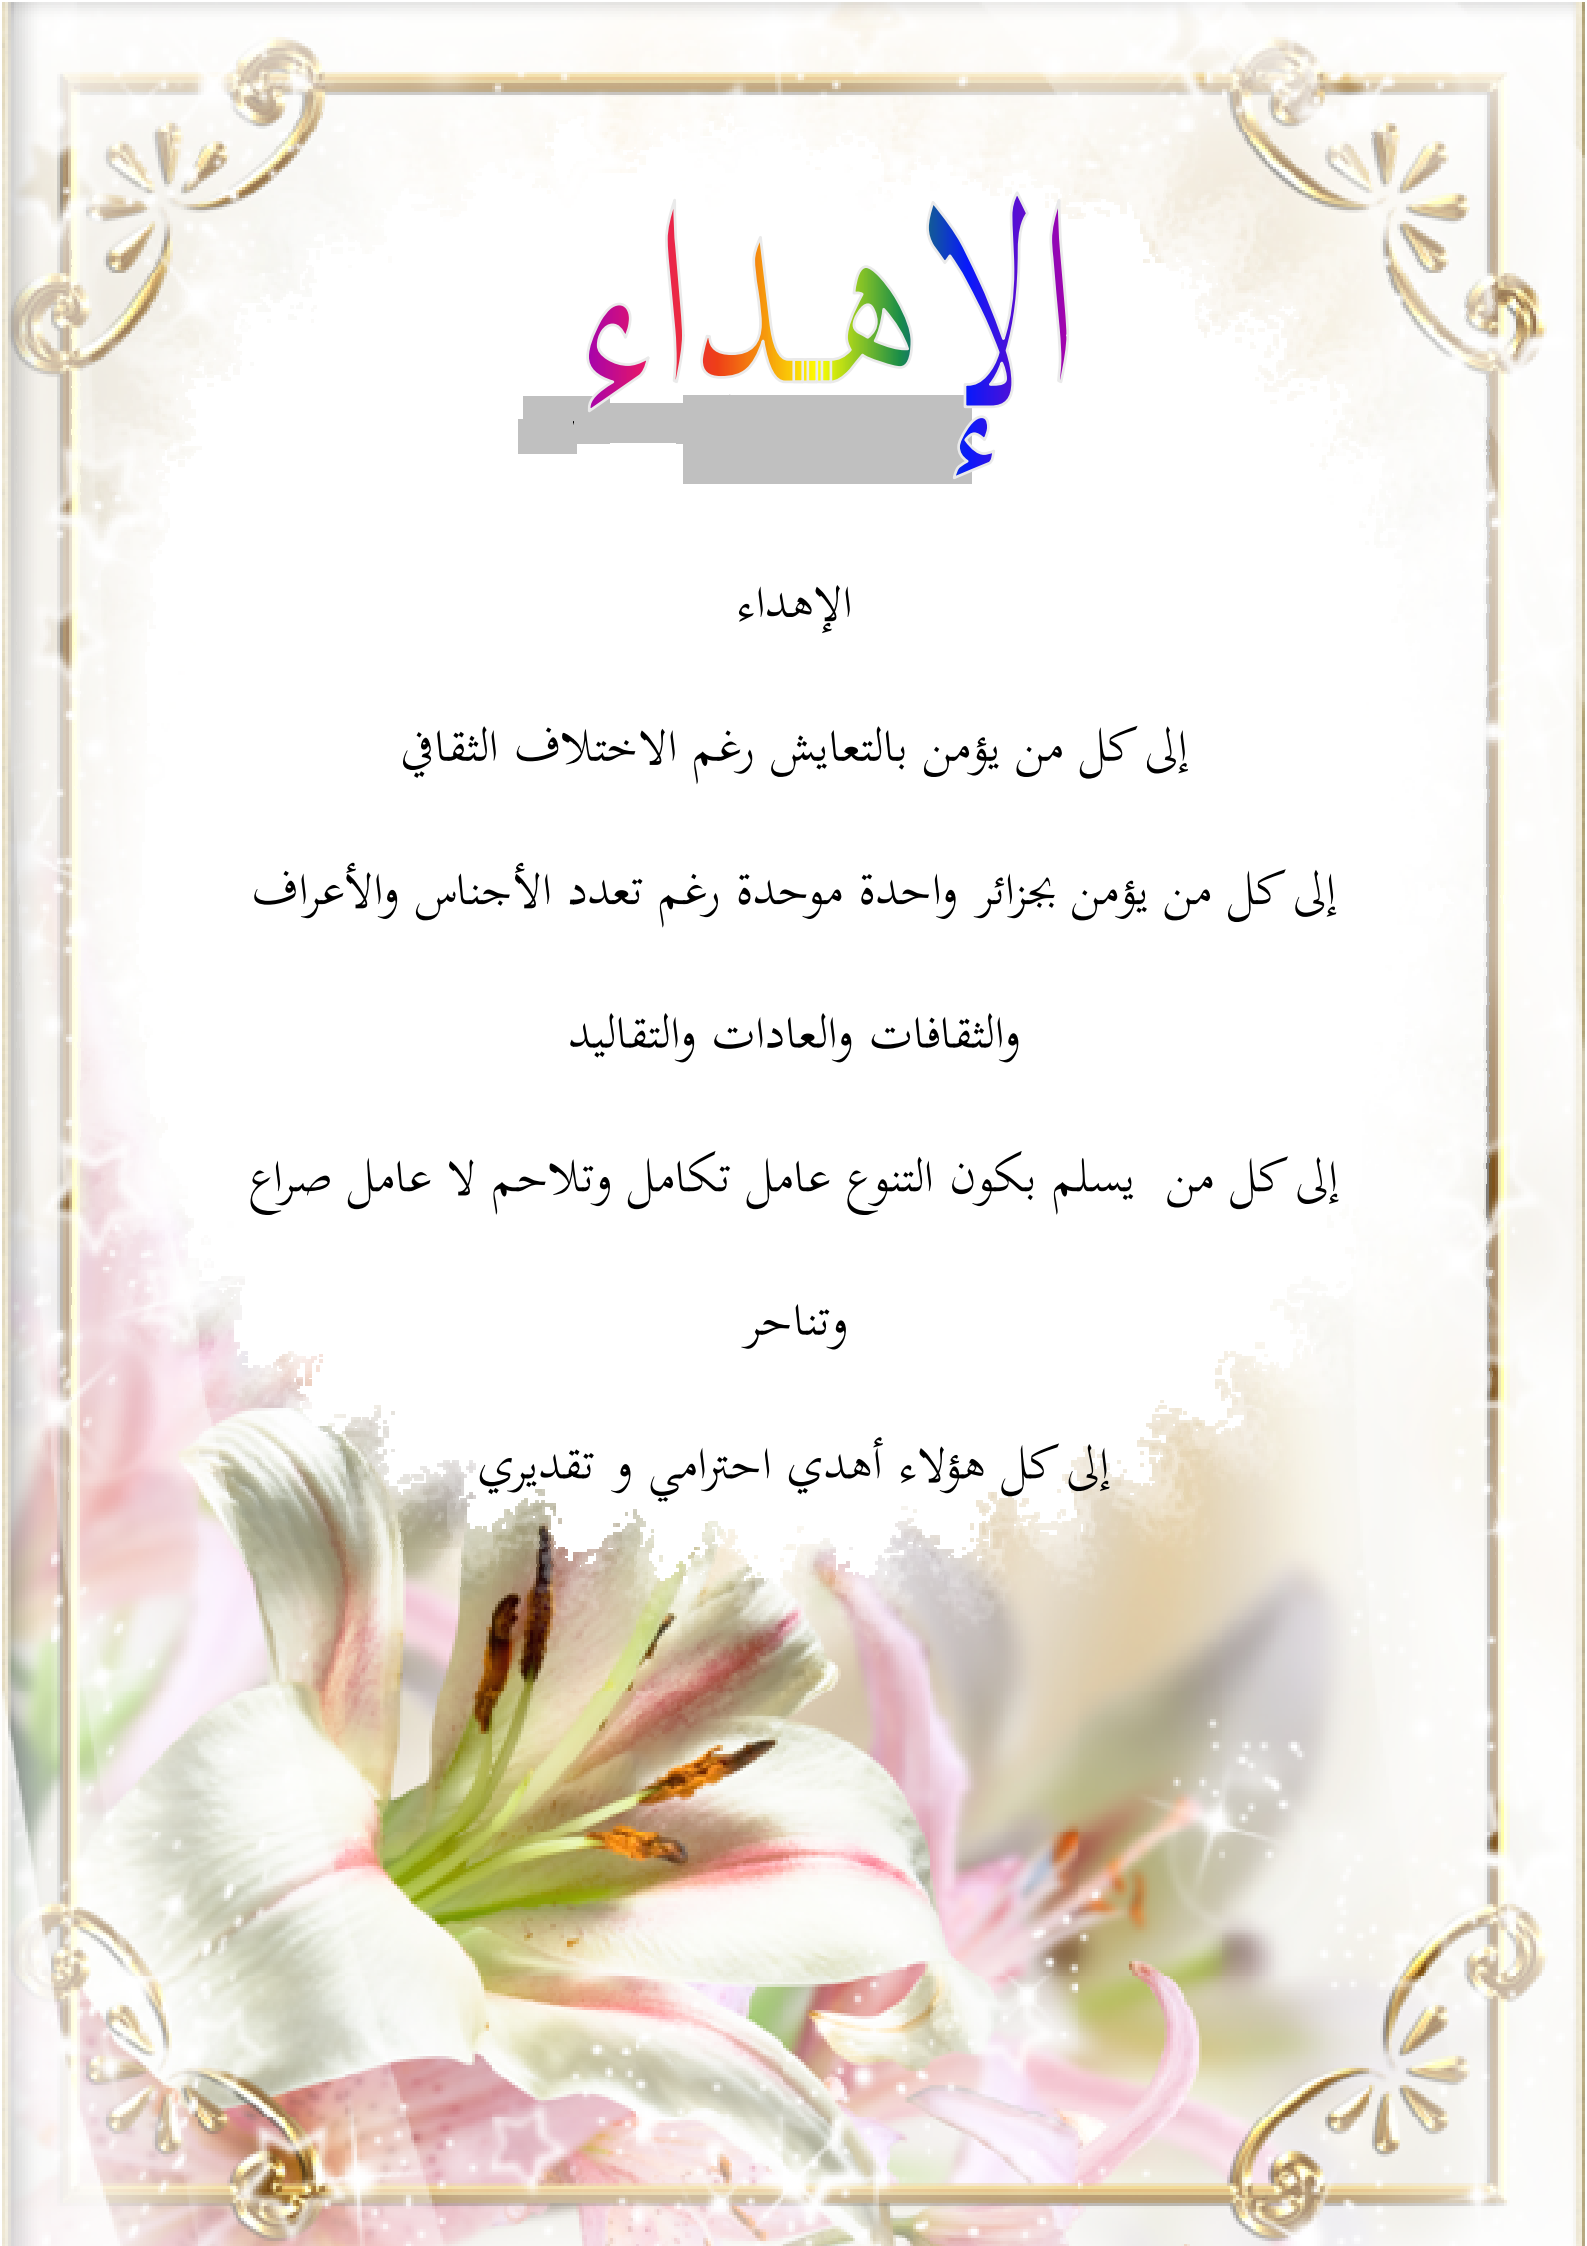 الإهداء
الإهداء
إلى كل من يؤمن بالتعايش رغم الاختلاف الثقافي
إلى كل من يؤمن بجزائر واحدة موحدة رغم تعدد الأجناس والأعراف
والثقافات والعادات والتقاليد
إلى كل من يسلم بكون التنوع عامل تكامل وتلاحم لا عامل صراع
وتناحر
إلى كل هؤلاء أهدي احترامي و تقديري